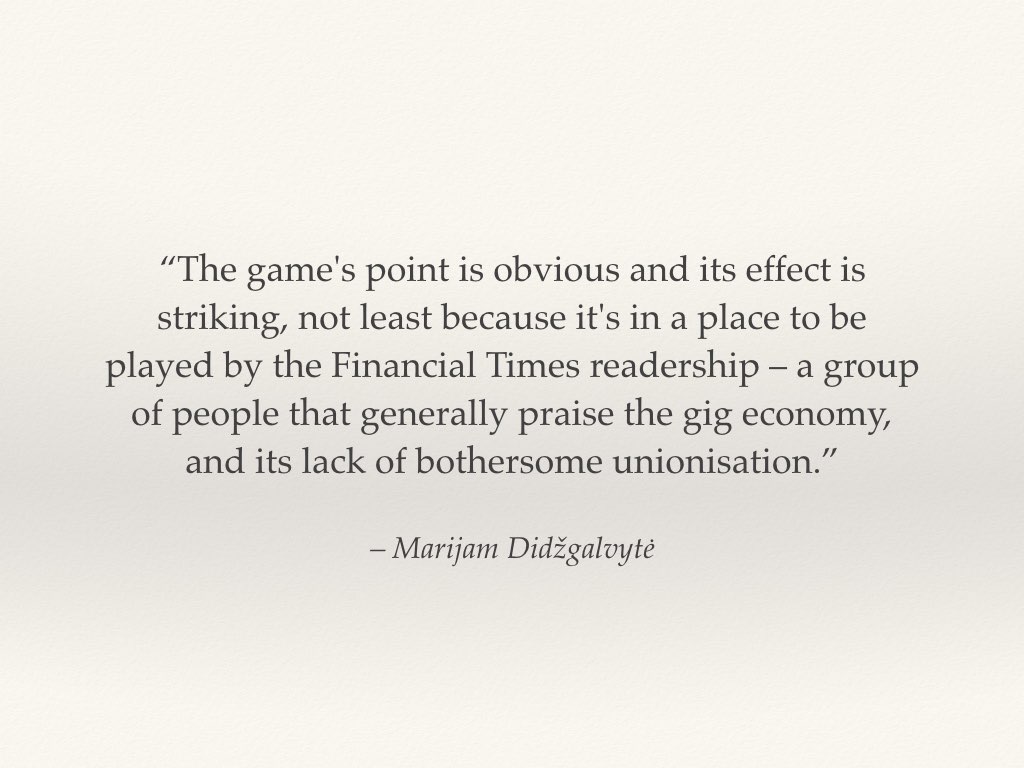 “The game's point is obvious and its effect is
striking, not least because it's in a place to be
played by the Financial Times readership – a group
of people that generally praise the gig economy,
and its lack of bothersome unionisation.”
– Marijam Didžgalvytė